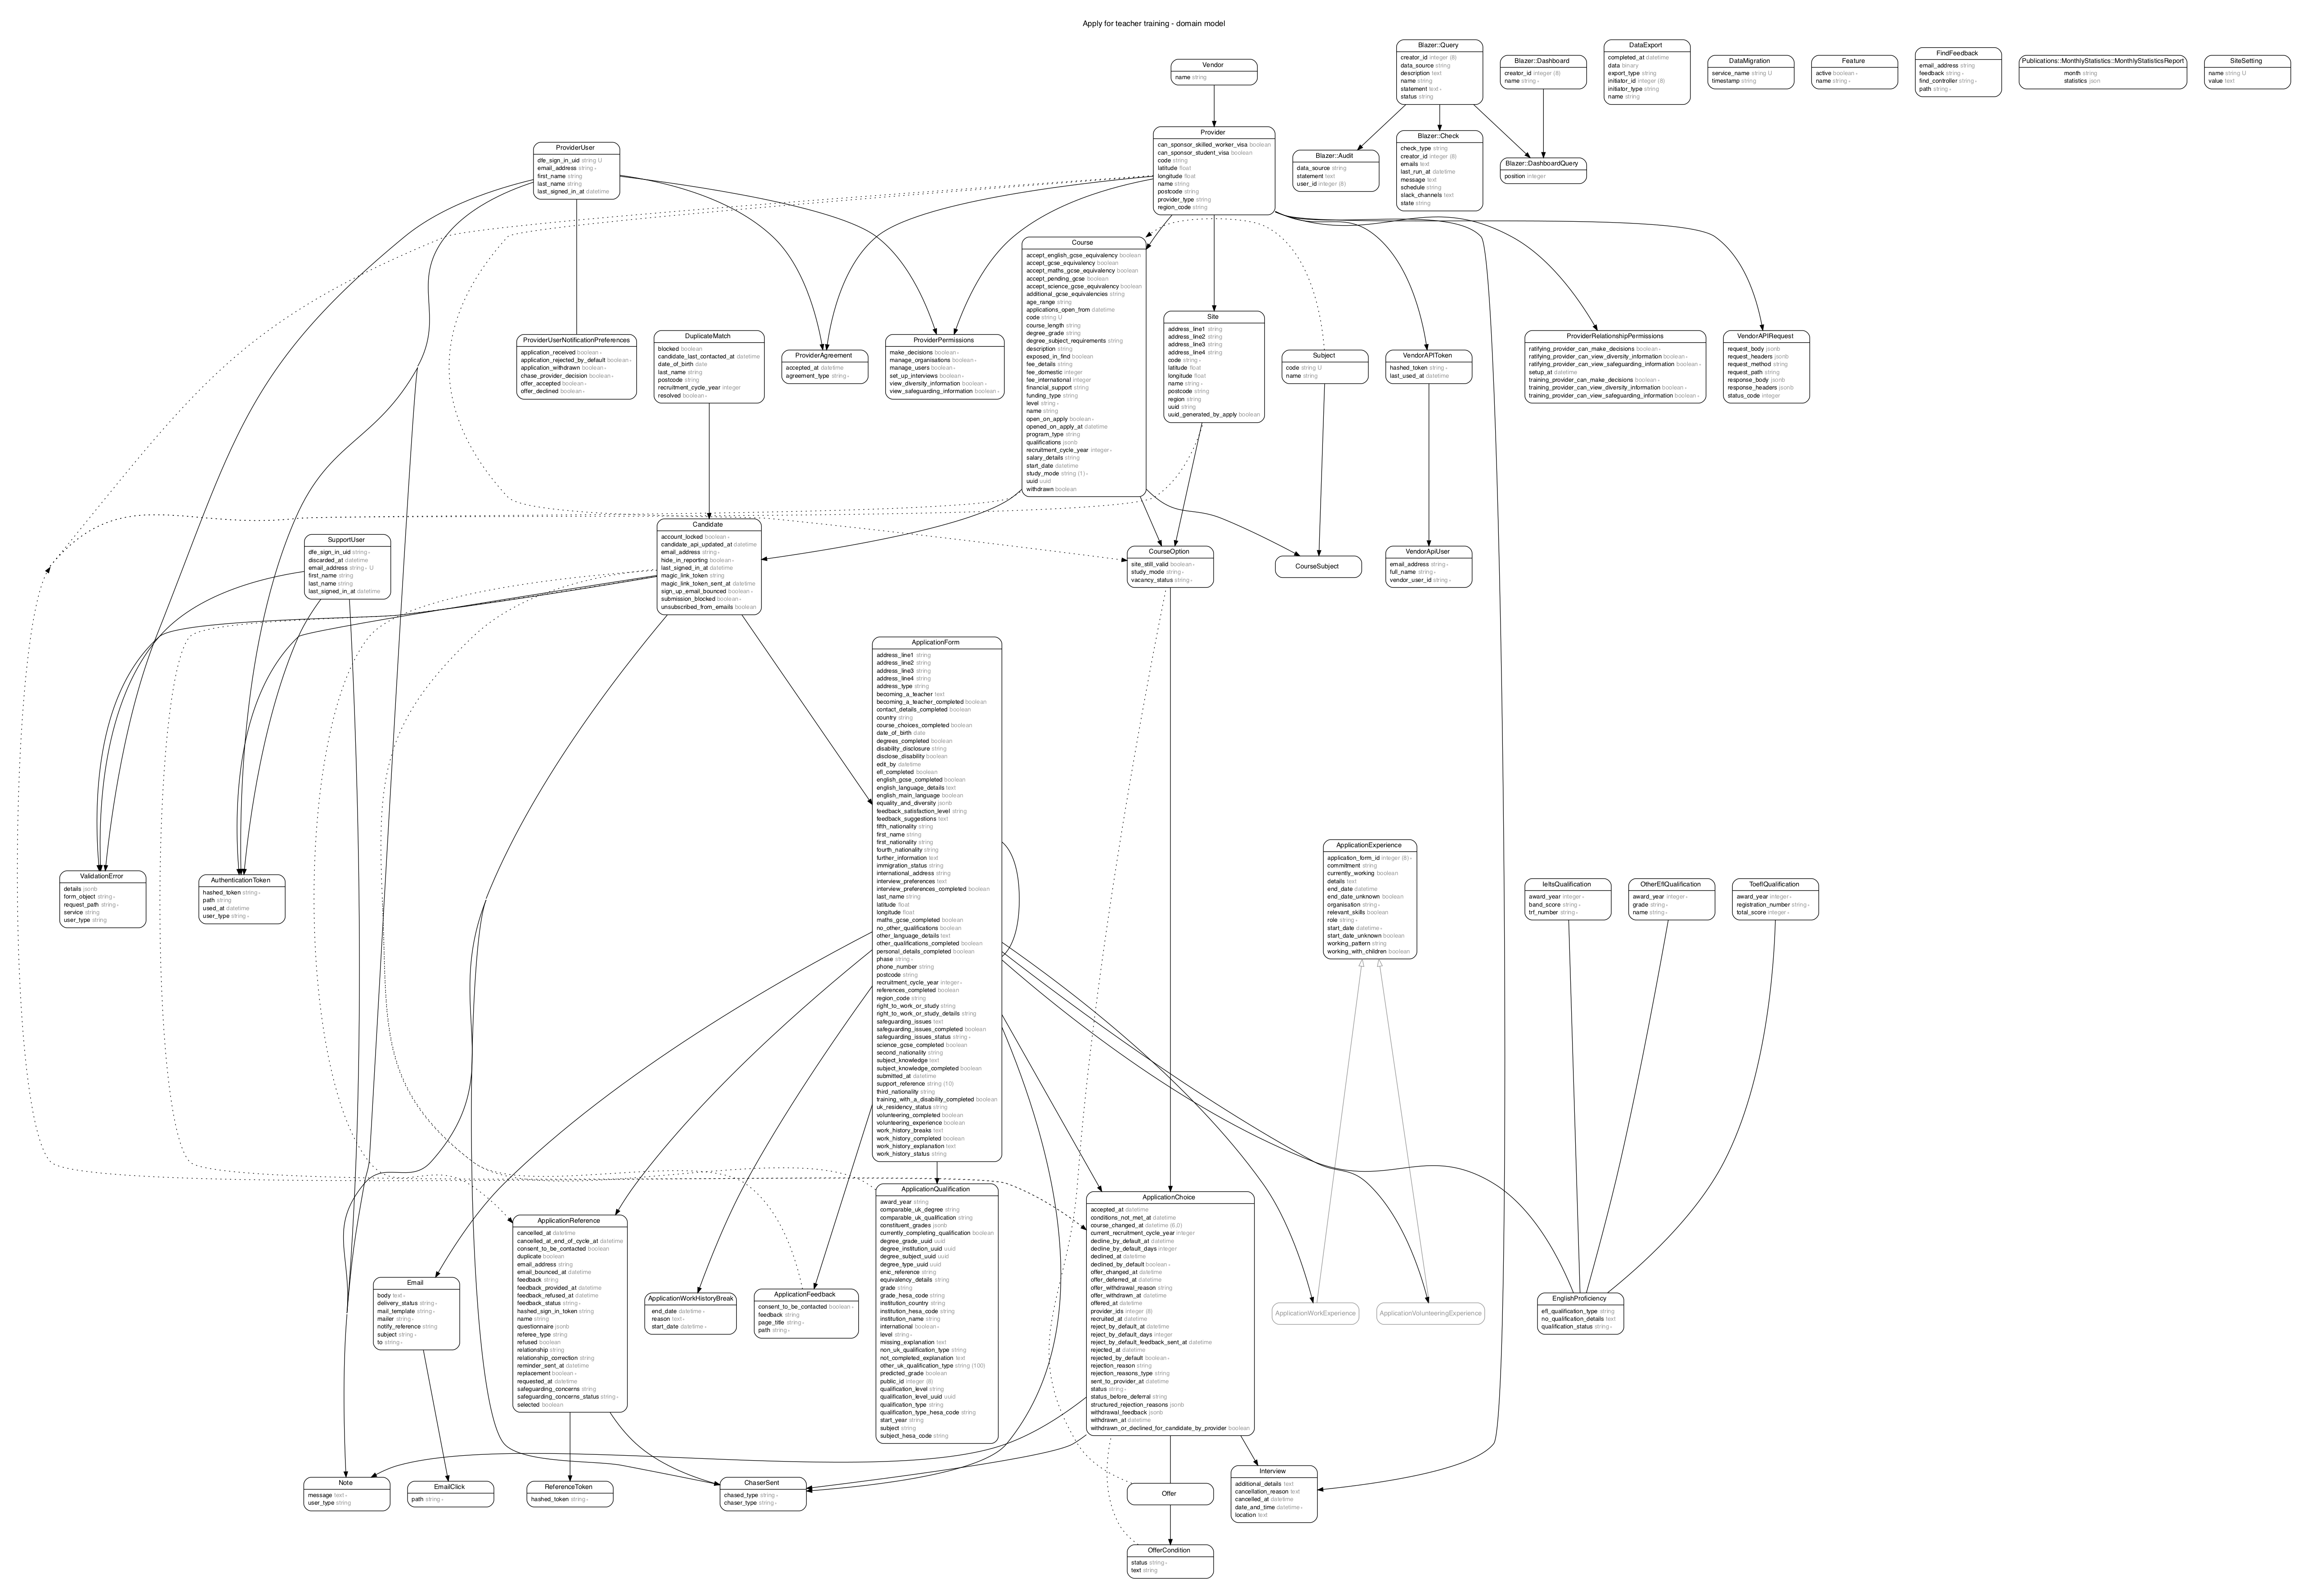 Apply for teacher training - domain model
Vendor
name string
Blazer::Query
creator_id integer (8)
data_source string
description text
name string
statement text ∗
status string
Blazer::Dashboard
creator_id integer (8)
name string ∗
DataExport
completed_at datetime
data binary
export_type string
initiator_id integer (8)
initiator_type string
name string
DataMigration
service_name string U
timestamp string
Feature
active boolean ∗
name string ∗
FindFeedback
email_address string
feedback string ∗
find_controller string ∗
path string ∗
Publications::MonthlyStatistics::MonthlyStatisticsReport
month string
statistics json
SiteSetting
name string U
value text
Provider
can_sponsor_skilled_worker_visa boolean
can_sponsor_student_visa boolean
code string
latitude float
longitude float
name string
postcode string
provider_type string
region_code string
Blazer::Audit
data_source string
statement text
user_id integer (8)
Blazer::Check
check_type string
creator_id integer (8)
emails text
last_run_at datetime
message text
schedule string
slack_channels text
state string
Blazer::DashboardQuery
position integer
ProviderUser
dfe_sign_in_uid string U
email_address string ∗
first_name string
last_name string
last_signed_in_at datetime
Course
accept_english_gcse_equivalency boolean
accept_gcse_equivalency boolean
accept_maths_gcse_equivalency boolean
accept_pending_gcse boolean
accept_science_gcse_equivalency boolean
additional_gcse_equivalencies string
age_range string
applications_open_from datetime
code string U
course_length string
degree_grade string
degree_subject_requirements string
description string
exposed_in_find boolean
fee_details string
fee_domestic integer
fee_international integer
financial_support string
funding_type string
level string ∗
name string
open_on_apply boolean ∗
opened_on_apply_at datetime
program_type string
qualifications jsonb
recruitment_cycle_year integer ∗
salary_details string
start_date datetime
study_mode string (1) ∗
uuid uuid
withdrawn boolean
ProviderUserNotificationPreferences
application_received boolean ∗
application_rejected_by_default boolean ∗
application_withdrawn boolean ∗
chase_provider_decision boolean ∗
offer_accepted boolean ∗
offer_declined boolean ∗
DuplicateMatch
blocked boolean
candidate_last_contacted_at datetime
date_of_birth date
last_name string
postcode string
recruitment_cycle_year integer
resolved boolean ∗
ProviderAgreement
accepted_at datetime
agreement_type string ∗
ProviderPermissions
make_decisions boolean ∗
manage_organisations boolean ∗
manage_users boolean ∗
set_up_interviews boolean ∗
view_diversity_information boolean ∗
view_safeguarding_information boolean ∗
Site
address_line1 string
address_line2 string
address_line3 string
address_line4 string
code string ∗
latitude float
longitude float
name string ∗
postcode string
region string
uuid string
uuid_generated_by_apply boolean
Subject
code string U
name string
VendorAPIToken
hashed_token string ∗
last_used_at datetime
ProviderRelationshipPermissions
ratifying_provider_can_make_decisions boolean ∗
ratifying_provider_can_view_diversity_information boolean ∗
ratifying_provider_can_view_safeguarding_information boolean ∗
setup_at datetime
training_provider_can_make_decisions boolean ∗
training_provider_can_view_diversity_information boolean ∗
training_provider_can_view_safeguarding_information boolean ∗
VendorAPIRequest
request_body jsonb
request_headers jsonb
request_method string
request_path string
response_body jsonb
response_headers jsonb
status_code integer
SupportUser
dfe_sign_in_uid string ∗
discarded_at datetime
email_address string ∗ U
first_name string
last_name string
last_signed_in_at datetime
Candidate
account_locked boolean ∗
candidate_api_updated_at datetime
email_address string ∗
hide_in_reporting boolean ∗
last_signed_in_at datetime
magic_link_token string
magic_link_token_sent_at datetime
sign_up_email_bounced boolean ∗
submission_blocked boolean ∗
unsubscribed_from_emails boolean
CourseOption
site_still_valid boolean ∗
study_mode string ∗
vacancy_status string ∗
CourseSubject
VendorApiUser
email_address string ∗
full_name string ∗
vendor_user_id string ∗
ApplicationForm
address_line1 string
address_line2 string
address_line3 string
address_line4 string
address_type string
becoming_a_teacher text
becoming_a_teacher_completed boolean
contact_details_completed boolean
country string
course_choices_completed boolean
date_of_birth date
degrees_completed boolean
disability_disclosure string
disclose_disability boolean
edit_by datetime
efl_completed boolean
english_gcse_completed boolean
english_language_details text
english_main_language boolean
equality_and_diversity jsonb
feedback_satisfaction_level string
feedback_suggestions text
fifth_nationality string
first_name string
first_nationality string
fourth_nationality string
further_information text
immigration_status string
international_address string
interview_preferences text
interview_preferences_completed boolean
last_name string
latitude float
longitude float
maths_gcse_completed boolean
no_other_qualifications boolean
other_language_details text
other_qualifications_completed boolean
personal_details_completed boolean
phase string ∗
phone_number string
postcode string
recruitment_cycle_year integer ∗
references_completed boolean
region_code string
right_to_work_or_study string
right_to_work_or_study_details string
safeguarding_issues text
safeguarding_issues_completed boolean
safeguarding_issues_status string ∗
science_gcse_completed boolean
second_nationality string
subject_knowledge text
subject_knowledge_completed boolean
submitted_at datetime
support_reference string (10)
third_nationality string
training_with_a_disability_completed boolean
uk_residency_status string
volunteering_completed boolean
volunteering_experience boolean
work_history_breaks text
work_history_completed boolean
work_history_explanation text
work_history_status string
ValidationError
details jsonb
form_object string ∗
request_path string ∗
service string
user_type string
AuthenticationToken
hashed_token string ∗
path string
used_at datetime
user_type string ∗
ApplicationExperience
application_form_id integer (8) ∗
commitment string
currently_working boolean
details text
end_date datetime
end_date_unknown boolean
organisation string ∗
relevant_skills boolean
role string ∗
start_date datetime ∗
start_date_unknown boolean
working_pattern string
working_with_children boolean
IeltsQualification
award_year integer ∗
band_score string ∗
trf_number string ∗
OtherEflQualification
award_year integer ∗
grade string ∗
name string ∗
ToeflQualification
award_year integer ∗
registration_number string ∗
total_score integer ∗
ApplicationReference
cancelled_at datetime
cancelled_at_end_of_cycle_at datetime
consent_to_be_contacted boolean
duplicate boolean
email_address string
email_bounced_at datetime
feedback string
feedback_provided_at datetime
feedback_refused_at datetime
feedback_status string ∗
hashed_sign_in_token string
name string
questionnaire jsonb
referee_type string
refused boolean
relationship string
relationship_correction string
reminder_sent_at datetime
replacement boolean ∗
requested_at datetime
safeguarding_concerns string
safeguarding_concerns_status string ∗
selected boolean
ApplicationQualification
award_year string
comparable_uk_degree string
comparable_uk_qualification string
constituent_grades jsonb
currently_completing_qualification boolean
degree_grade_uuid uuid
degree_institution_uuid uuid
degree_subject_uuid uuid
degree_type_uuid uuid
enic_reference string
equivalency_details string
grade string
grade_hesa_code string
institution_country string
institution_hesa_code string
institution_name string
international boolean ∗
level string ∗
missing_explanation text
non_uk_qualification_type string
not_completed_explanation text
other_uk_qualification_type string (100)
predicted_grade boolean
public_id integer (8)
qualification_level string
qualification_level_uuid uuid
qualification_type string
qualification_type_hesa_code string
start_year string
subject string
subject_hesa_code string
ApplicationChoice
accepted_at datetime
conditions_not_met_at datetime
course_changed_at datetime (6,0)
current_recruitment_cycle_year integer
decline_by_default_at datetime
decline_by_default_days integer
declined_at datetime
declined_by_default boolean ∗
offer_changed_at datetime
offer_deferred_at datetime
offer_withdrawal_reason string
offer_withdrawn_at datetime
offered_at datetime
provider_ids integer (8)
recruited_at datetime
reject_by_default_at datetime
reject_by_default_days integer
reject_by_default_feedback_sent_at datetime
rejected_at datetime
rejected_by_default boolean ∗
rejection_reason string
rejection_reasons_type string
sent_to_provider_at datetime
status string ∗
status_before_deferral string
structured_rejection_reasons jsonb
withdrawal_feedback jsonb
withdrawn_at datetime
withdrawn_or_declined_for_candidate_by_provider boolean
Email
body text ∗
delivery_status string ∗
mail_template string ∗
mailer string ∗
notify_reference string
subject string ∗
to string ∗
ApplicationWorkHistoryBreak
end_date datetime ∗
reason text ∗
start_date datetime ∗
ApplicationFeedback
consent_to_be_contacted boolean ∗
feedback string
page_title string ∗
path string ∗
ApplicationWorkExperience
ApplicationVolunteeringExperience
EnglishProficiency
efl_qualification_type string
no_qualification_details text
qualification_status string ∗
Note
message text ∗
user_type string
EmailClick
path string ∗
ReferenceToken
hashed_token string ∗
ChaserSent
chased_type string ∗
chaser_type string ∗
Offer
Interview
additional_details text
cancellation_reason text
cancelled_at datetime
date_and_time datetime ∗
location text
OfferCondition
status string ∗
text string